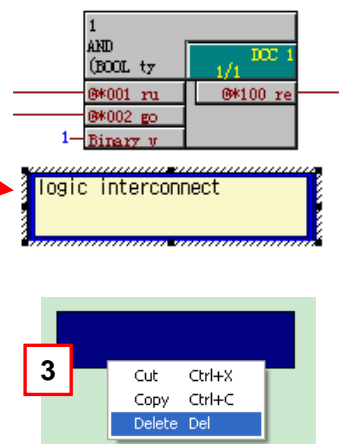 1
AND
(BOOL ty
DCC 1
1/1
@*001 ru
@*100 re
@*002 go
1
Binary v
logic interconnect
3
Cut Ctrl+X
Copy Ctrl+C
Delete Del